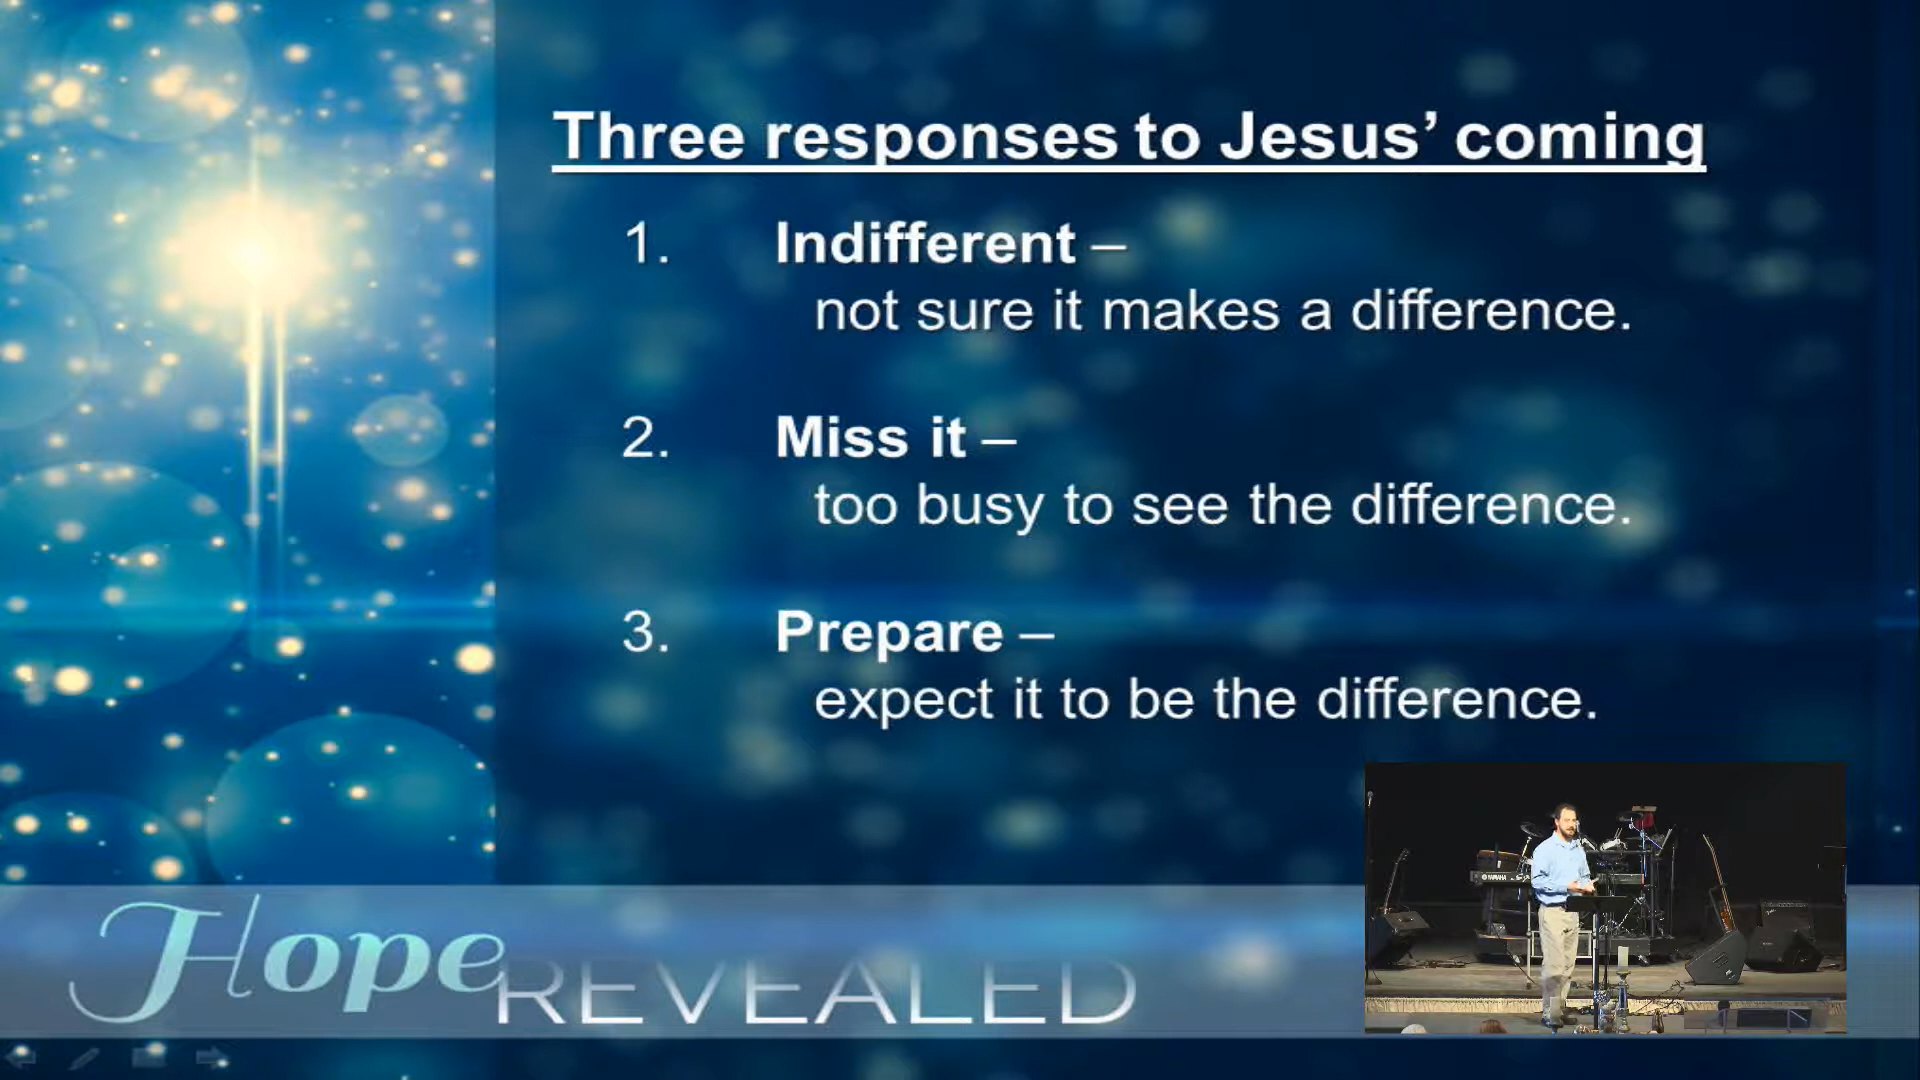 Three responses to Jesus’ coming
1. Indifferent –
not sure it makes a difference.
2. Miss it –
too busy to see the difference.
3. Prepare –
expect it to be the difference.
Hope REVEALED
YAMAHA